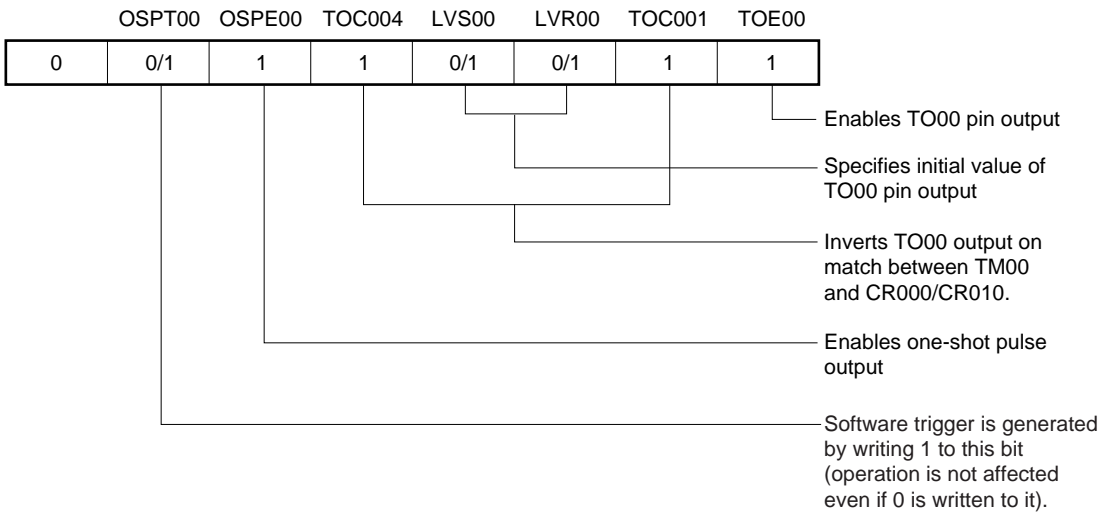 OSPT00 OSPE00 TOC004 LVS00 LVR00 TOC001 TOE00
0 0/1 1 1 0/1 0/1 1 1
Enables TO00 pin output
Specifies initial value of
TO00 pin output
Inverts TO00 output on
match between TM00
and CR000/CR010.
Enables one-shot pulse
output
Software trigger is generated
by writing 1 to this bit
(operation is not affected
even if 0 is written to it).